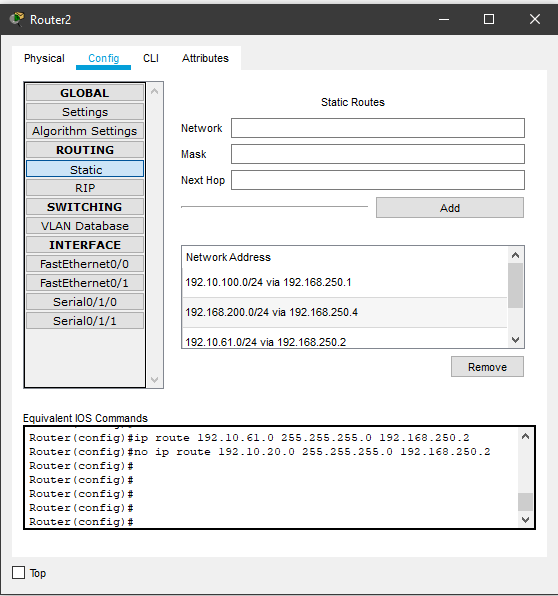 Router2
Physical Config CLI Attributes
GLOBAL
Settings
Algorithm Settings
ROUTING
Static
RIP
SWITCHING
VLAN Database
INTERFACE
FastEthernet0/0
FastEthernet0/1
Serial0/1/0
Serial0/1/1
Static Routes
Network
Mask
Next Hop
Add
Network Address
192.10.100.0/24 via 192.168.250.1
192.168.200.0/24 via 192.168.250.4
192.10.61.0/24 via 192.168.250.2
Remove
Equivalent IOS Commands
Router(config)#ip route 192.10.61.0 255.255.255.0 192.168.250.2
Router(config)#no ip route 192.10.20.0 255.255.255.0 192.168.250.2
Router(config)#
Router(config)#
Router(config)#
Router(config)#
Router(config)#
Top